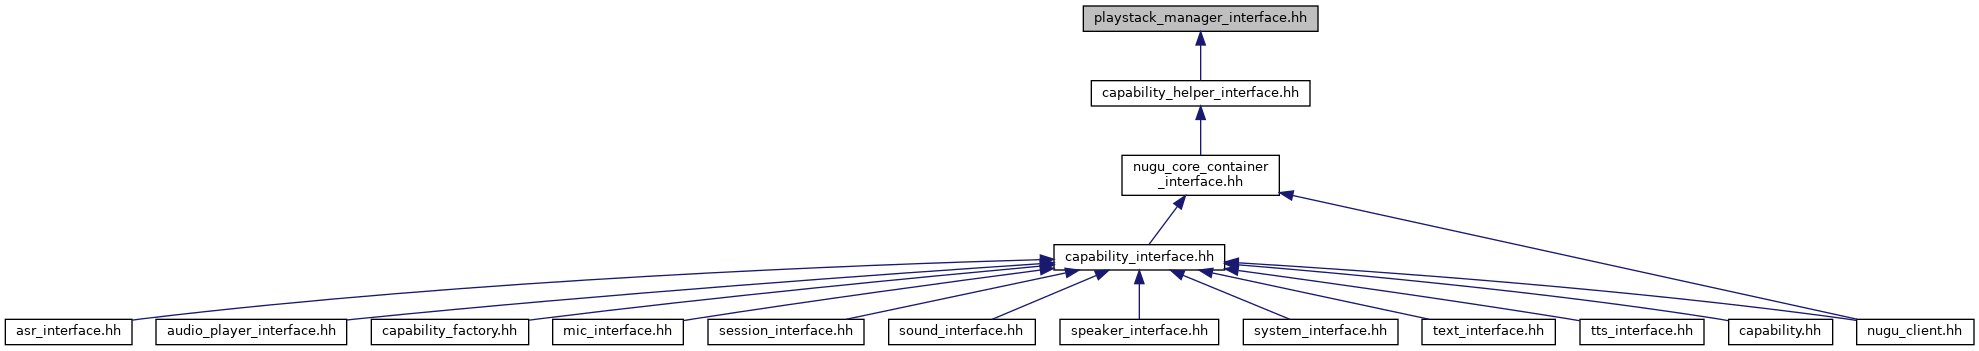 playstack_manager_interface.hh
capability_helper_interface.hh
nugu_core_container
_interface.hh
capability_interface.hh
asr_interface.hh
audio_player_interface.hh
capability_factory.hh
mic_interface.hh
session_interface.hh
sound_interface.hh
speaker_interface.hh
system_interface.hh
text_interface.hh
tts_interface.hh
capability.hh
nugu_client.hh